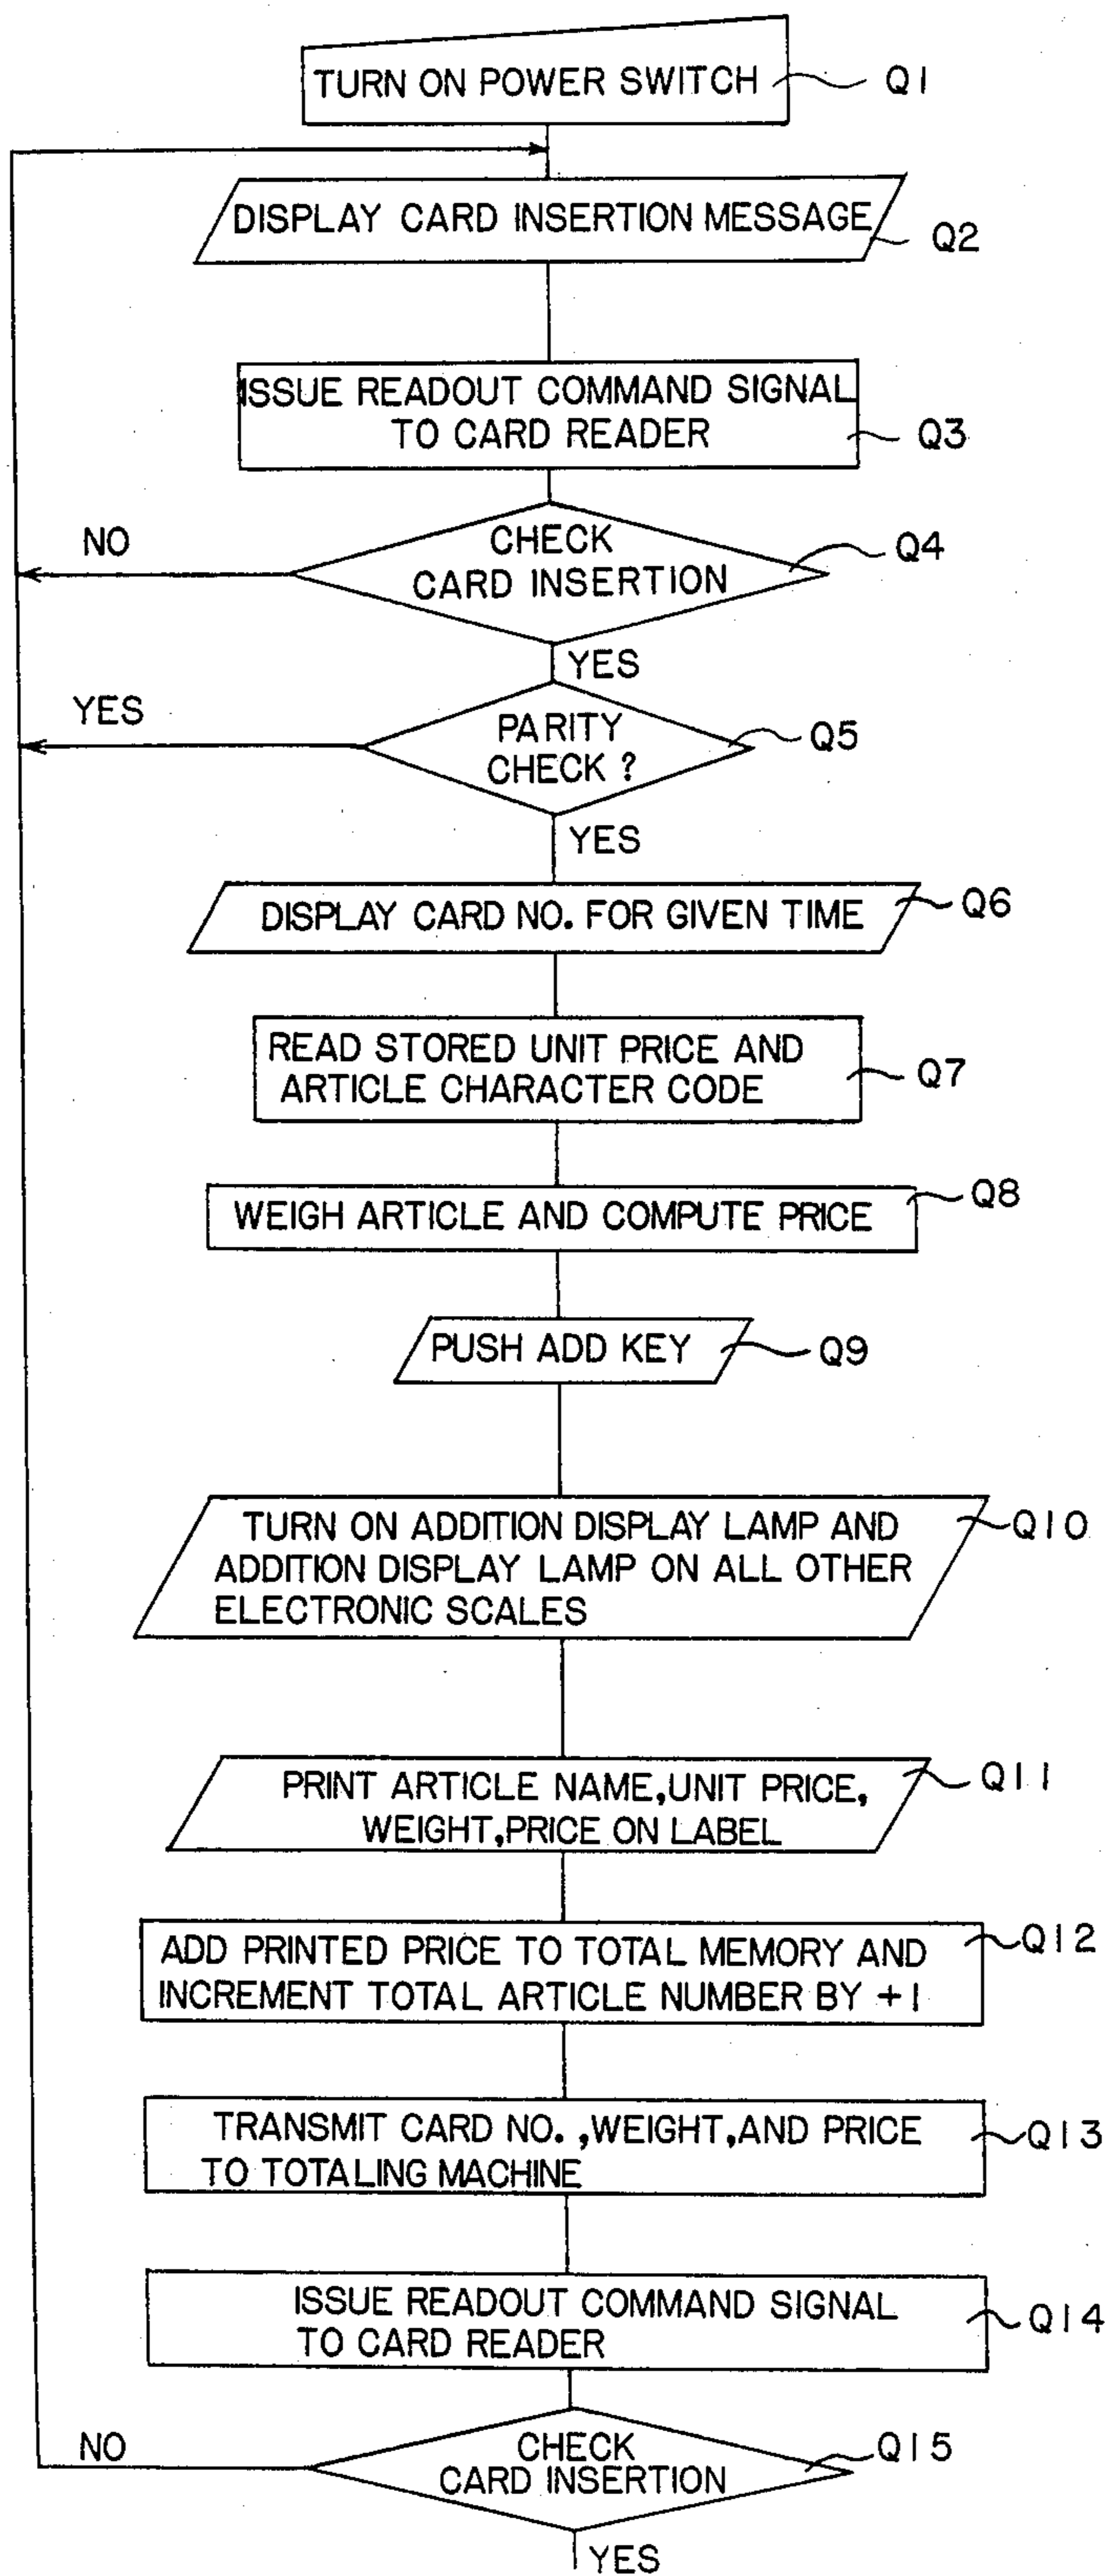 TURN ON POWER SWITCH
Q1
DISPLAY CARD INSERTION MESSAGE
Q2
ISSUE READOUT COMMAND SIGNAL
TO CARD READER
Q3
NO
CHECK
CARD INSERTION
Q4
YES
YES
PARITY
CHECK?
Q5
YES
DISPLAY CARD NO. FOR GIVEN TIME
Q6
READ STORED UNIT PRICE AND
ARTICLE CHARACTER CODE
Q7
WEIGH ARTICLE AND COMPUTE PRICE
Q8
PUSH ADD KEY
Q9
TURN ON ADDITION DISPLAY LAMP AND
ADDITION DISPLAY LAMP ON ALL OTHER
ELECTRONIC SCALES
Q10
PRINT ARTICLE NAME, UNIT PRICE,
WEIGHT, PRICE ON LABEL
Q11
ADD PRINTED PRICE TO TOTAL MEMORY AND
INCREMENT TOTAL ARTICLE NUMBER BY +1
Q12
TRANSMIT CARD NO., WEIGHT, AND PRICE
TO TOTALING MACHINE
Q13
ISSUE READOUT COMMAND SIGNAL
TO CARD READER
Q14
NO
CHECK
CARD INSERTION
Q15
YES